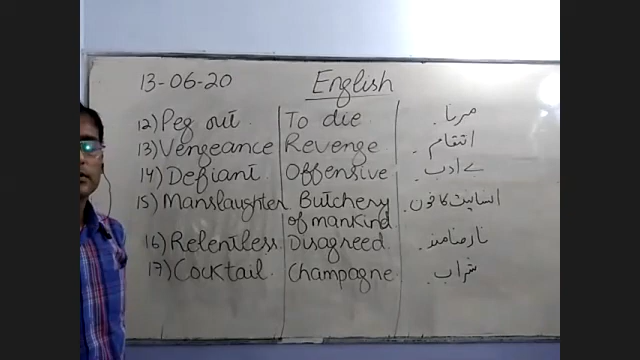 13-06-20 English
12) Peg out To die مرنا.
13) Vengeance Revenge انتقام.
14) Defiant Offensive بے ادب.
15) Manslaughter Butchery of mankind انسانیت کا خون.
16) Relentless Disagreed نارضامند.
17) Cocktail Champagne شراب.